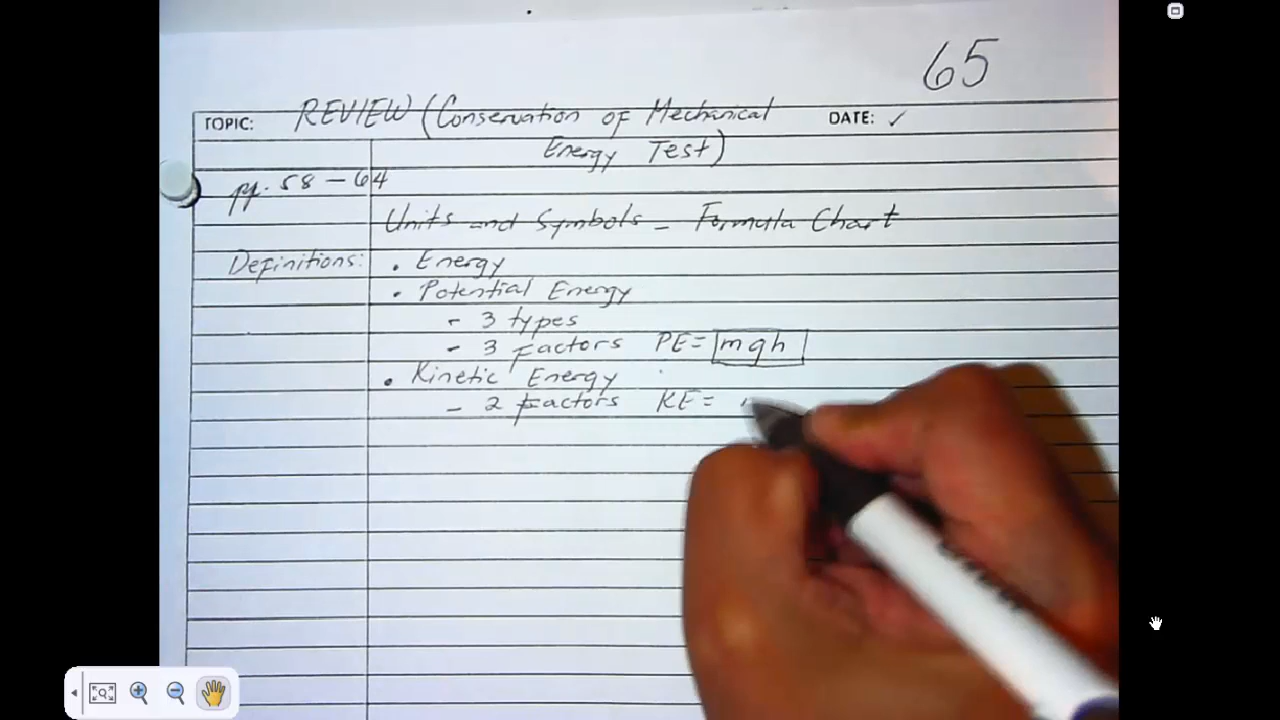 65
TOPIC: REVIEW (Conservation of Mechanical DATE: ✓
Energy Test)
pp. 58 - 64
Units and Symbols - Formula Chart
Definitions: • Energy
• Potential Energy
- 3 types
- 3 factors PE= mgh
• Kinetic Energy
- 2 factors KE=